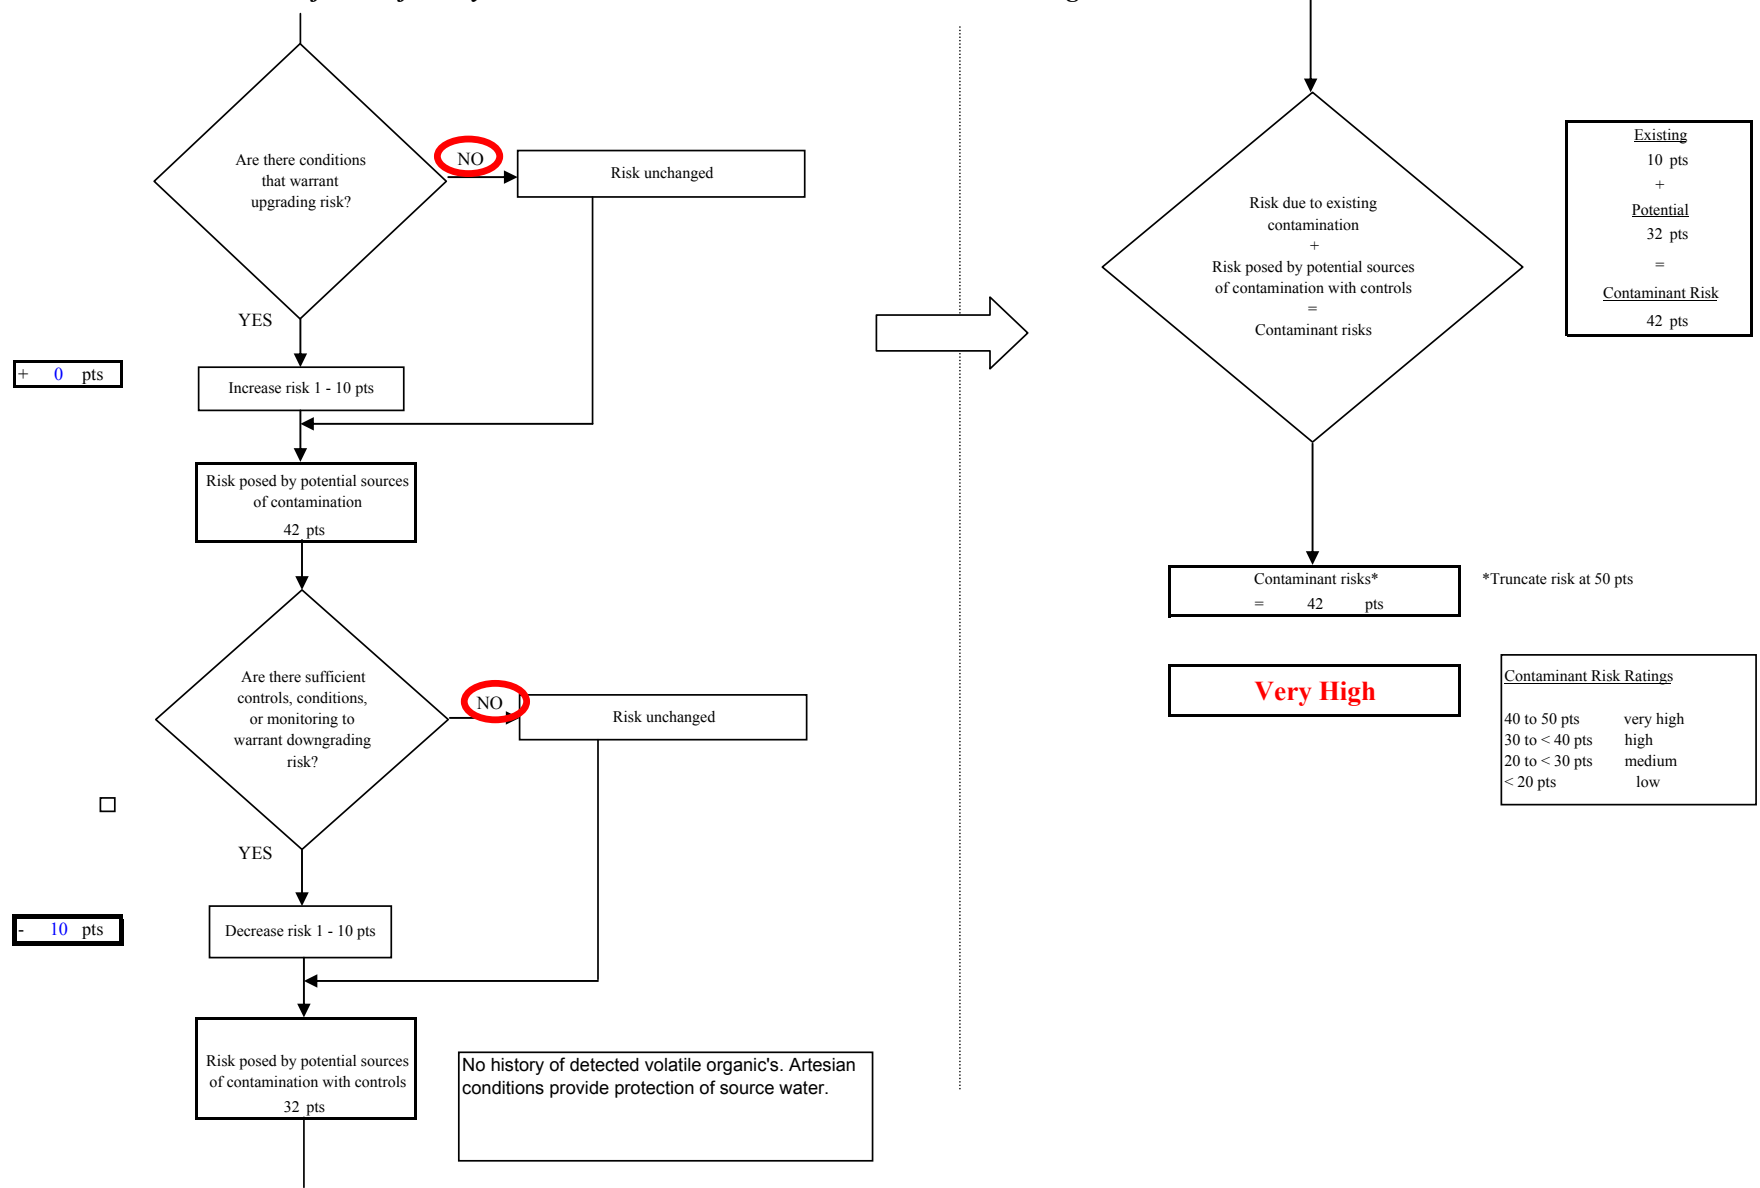 Are there conditions
that warrant
upgrading risk?
NO
Risk unchanged
YES
+ 0 pts
Increase risk 1 - 10 pts
Risk posed by potential sources
of contamination
42 pts
Are there sufficient
controls, conditions,
or monitoring to
warrant downgrading
risk?
NO
Risk unchanged
YES
- 10 pts
Decrease risk 1 - 10 pts
Risk posed by potential sources
of contamination with controls
32 pts
No history of detected volatile organic's. Artesian
conditions provide protection of source water.
Risk due to existing
contamination
+
Risk posed by potential sources
of contamination with controls
=
Contaminant risks
Existing
10 pts
+
Potential
32 pts
=
Contaminant Risk
42 pts
Contaminant risks*
= 42 pts
*Truncate risk at 50 pts
Very High
Contaminant Risk Ratings
40 to 50 pts very high
30 to < 40 pts high
20 to < 30 pts medium
< 20 pts low